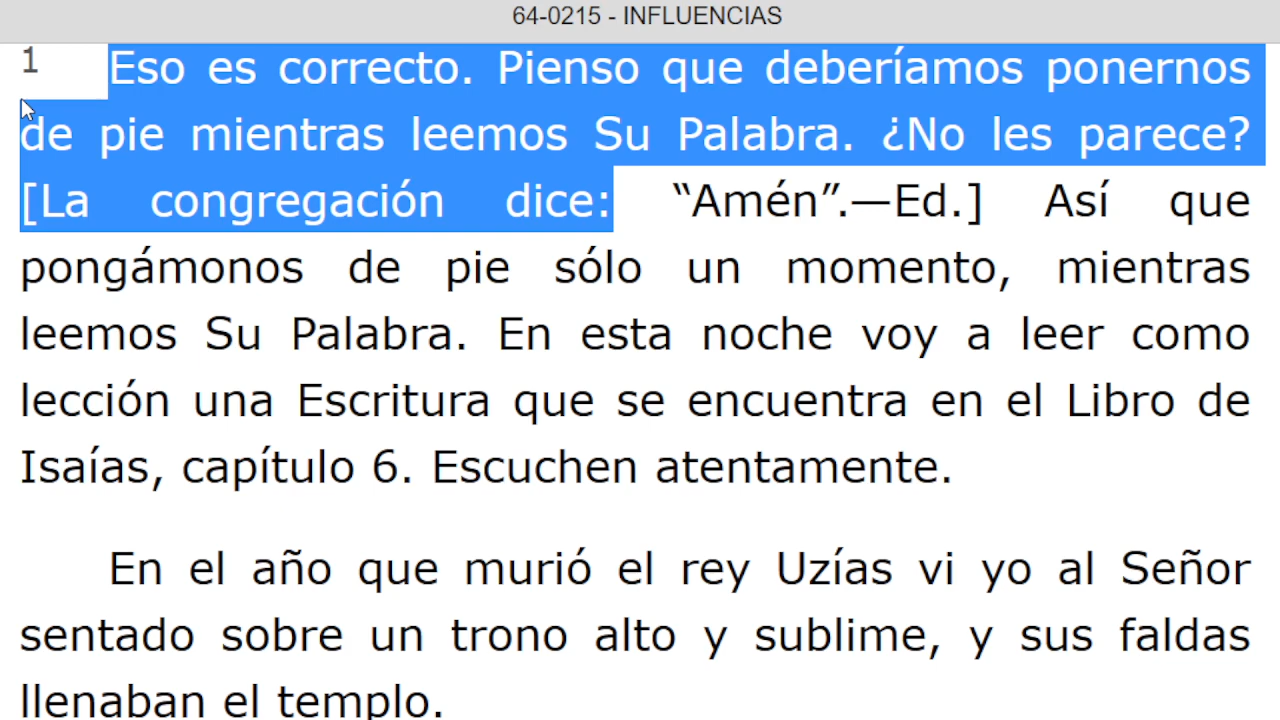 64-0215 - INFLUENCIAS
1 Eso es correcto. Pienso que deberíamos ponernos
de pie mientras leemos Su Palabra. ¿No les parece?
[La congregación dice: “Amén”.—Ed.] Así que
pongámonos de pie sólo un momento, mientras
leemos Su Palabra. En esta noche voy a leer como
lección una Escritura que se encuentra en el Libro de
Isaías, capítulo 6. Escuchen atentamente.
En el año que murió el rey Uzías vi yo al Señor
sentado sobre un trono alto y sublime, y sus faldas
llenaban el templo.